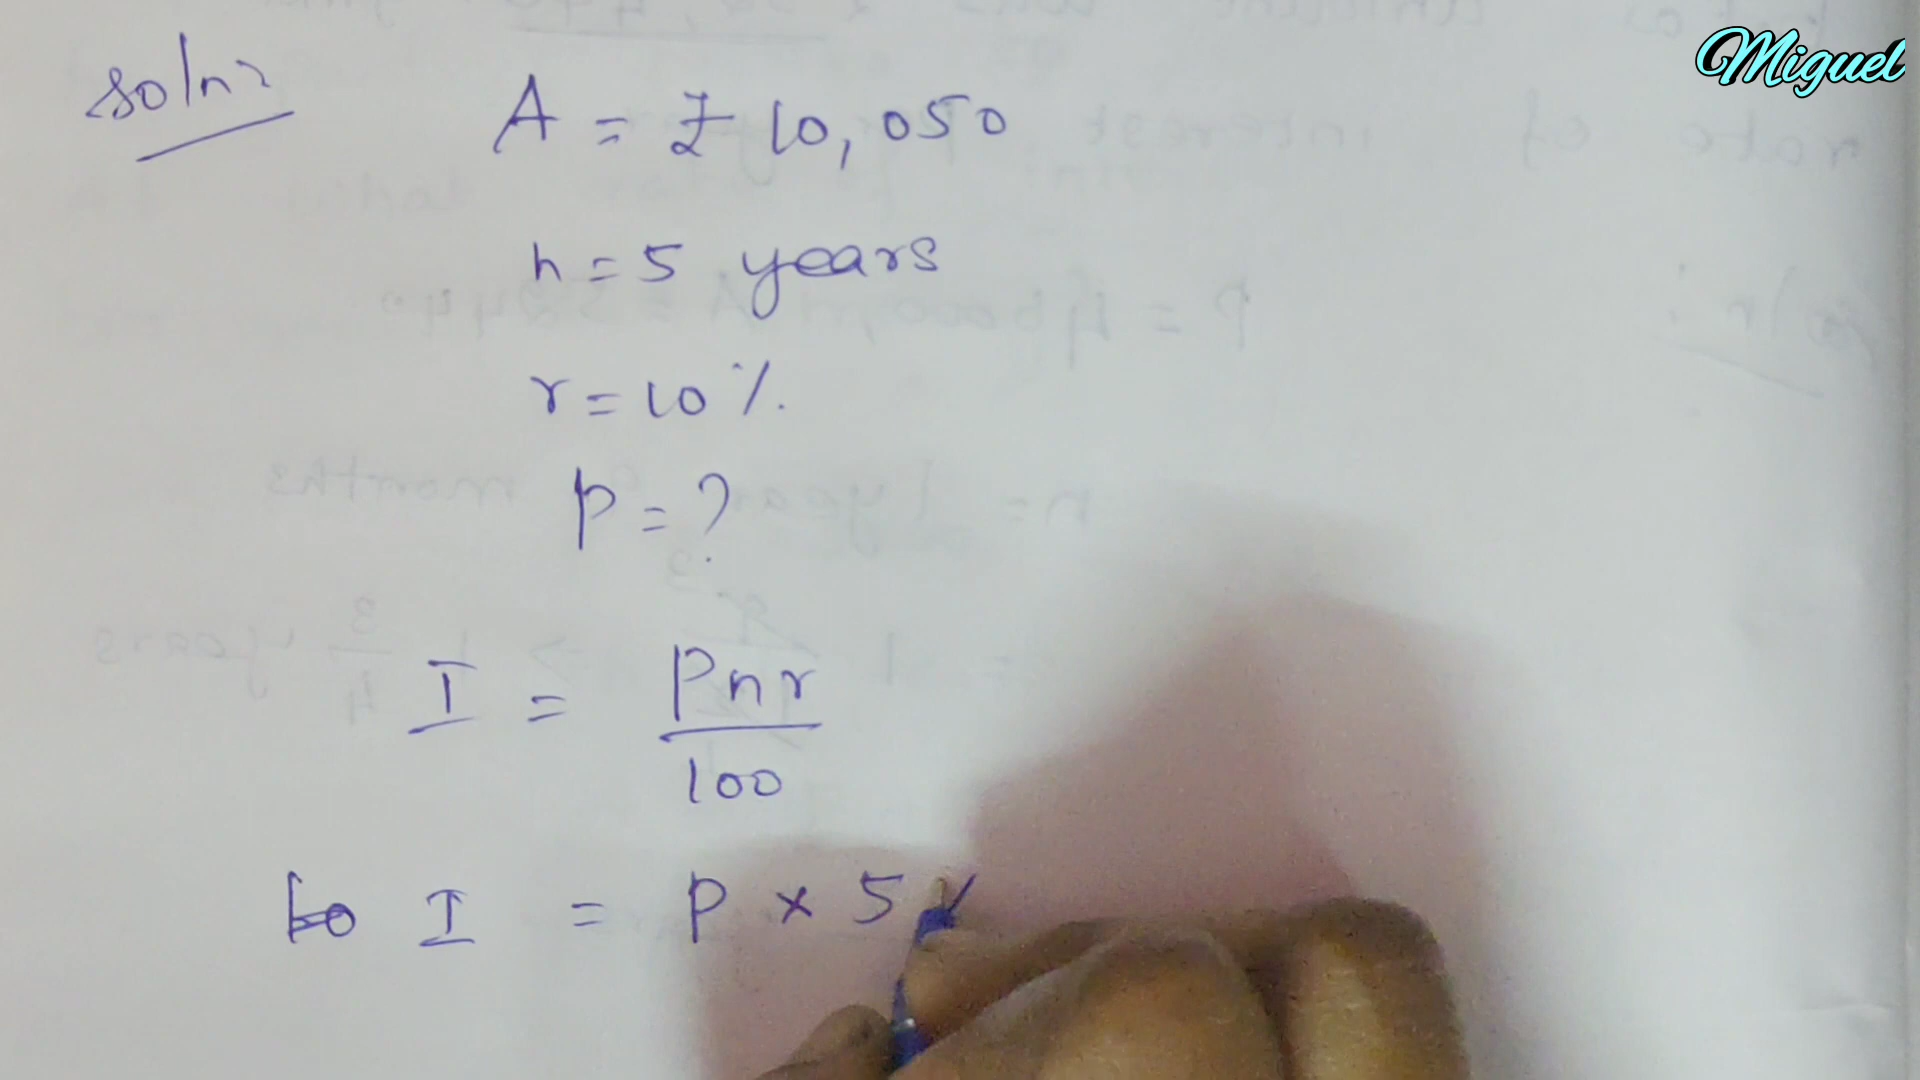 Miguel
soln:
A = ₹ 10,050
n = 5 years
r = 10 %.
P = ?
I = Pnr
100
I = P × 5